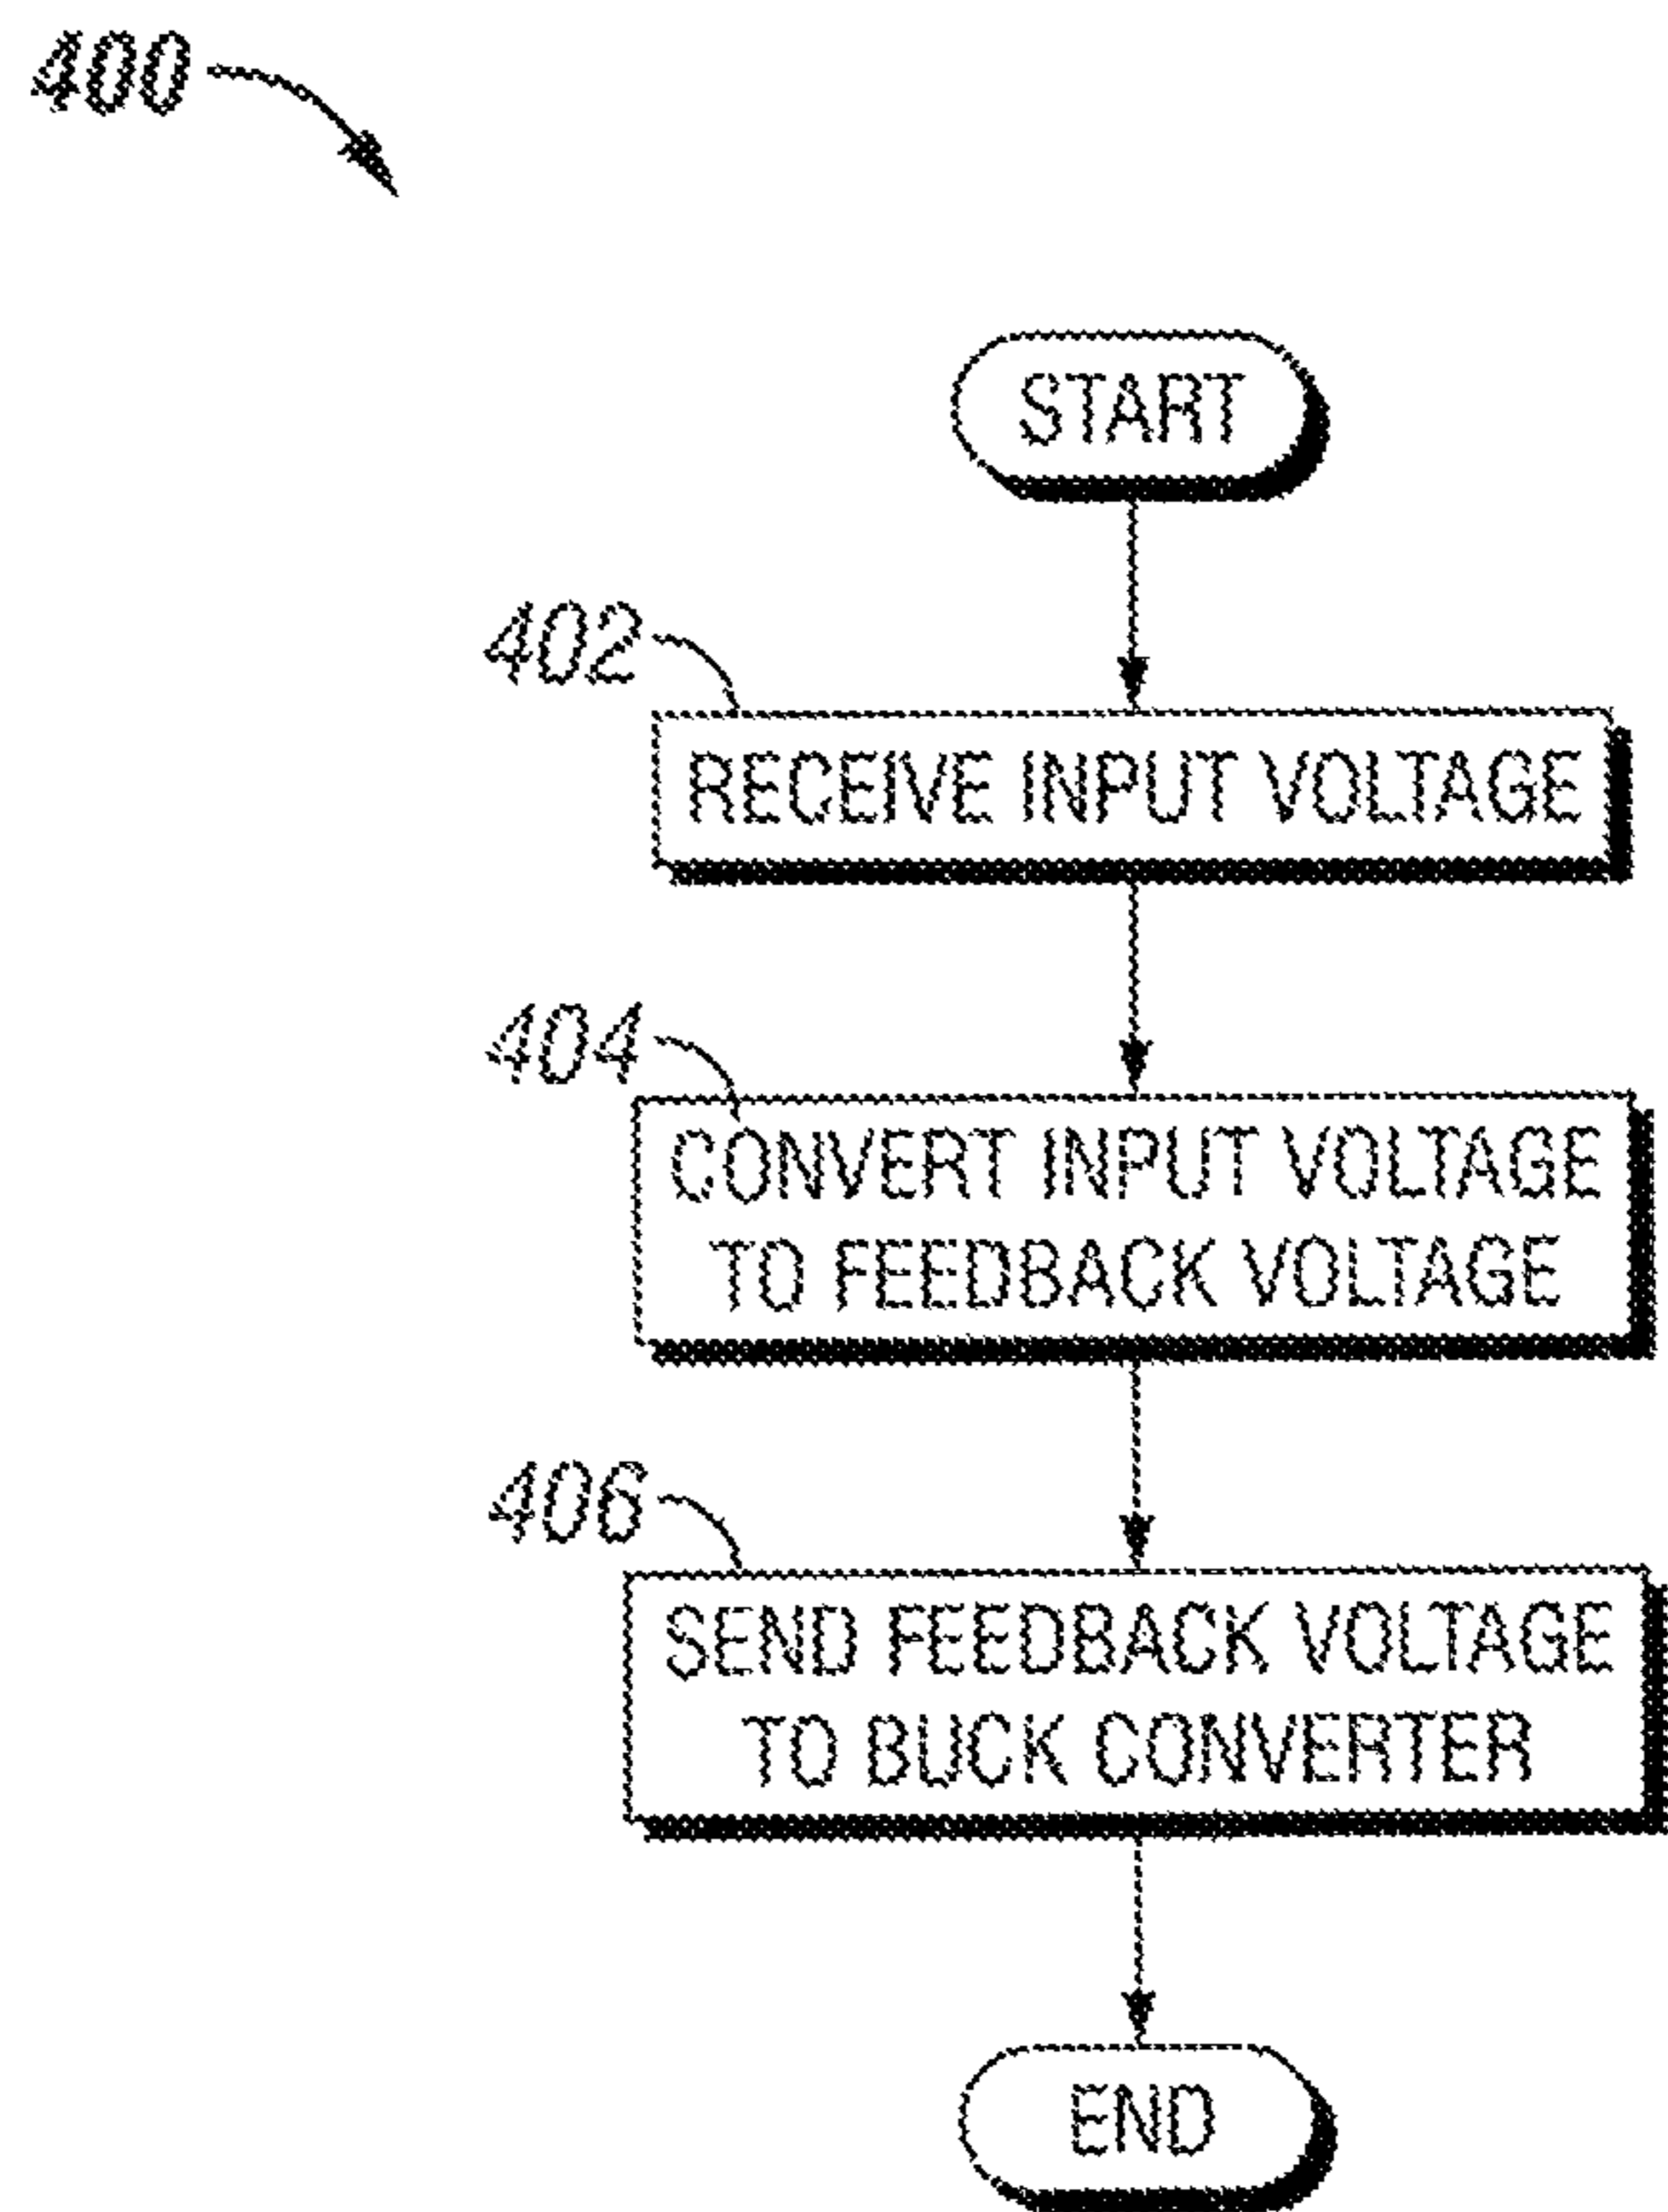 400
START
402
RECEIVE INPUT VOLTAGE
404
CONVERT INPUT VOLTAGE
TO FEEDBACK VOLTAGE
406
SEND FEEDBACK VOLTAGE
TO BUCK CONVERTER
END